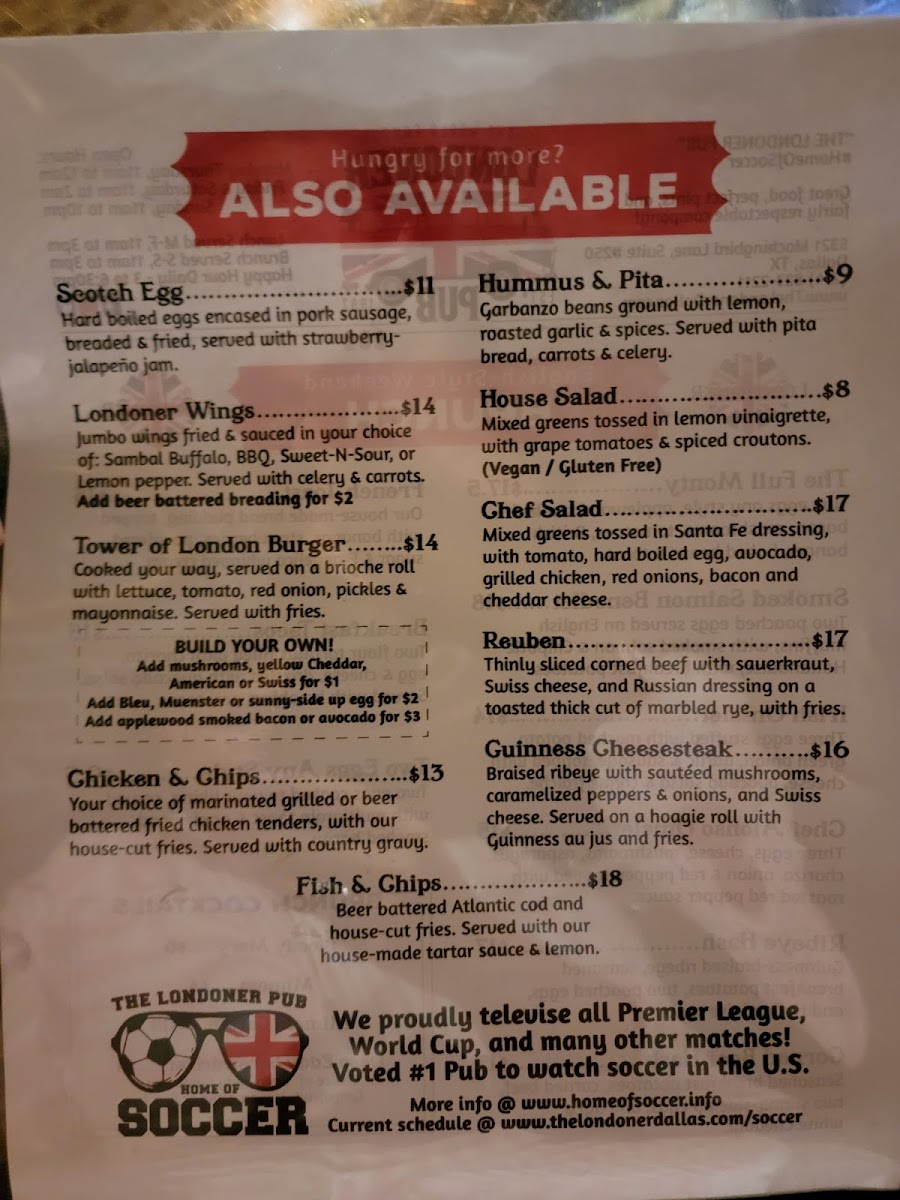 Hungry for more?
ALSO AVAILABLE
Scotch Egg............................$11
Hard boiled eggs encased in pork sausage,
breaded & fried, served with strawberry-
jalapeño jam.
Londoner Wings...................$14
Jumbo wings fried & sauced in your choice
of: Sambal Buffalo, BBQ, Sweet-N-Sour, or
Lemon pepper. Served with celery & carrots.
Add beer battered breading for $2
Tower of London Burger........$14
Cooked your way, served on a brioche roll
with lettuce, tomato, red onion, pickles &
mayonnaise. Served with fries.
BUILD YOUR OWN!
Add mushrooms, yellow Cheddar,
American or Swiss for $1
Add Bleu, Muenster or sunny-side up egg for $2
Add applewood smoked bacon or avocado for $3
Chicken & Chips...................$13
Your choice of marinated grilled or beer
battered fried chicken tenders, with our
house-cut fries. Served with country gravy.
Hummus & Pita....................$9
Garbanzo beans ground with lemon,
roasted garlic & spices. Served with pita
bread, carrots & celery.
House Salad..........................$8
Mixed greens tossed in lemon vinaigrette,
with grape tomatoes & spiced croutons.
(Vegan / Gluten Free)
Chef Salad...........................$17
Mixed greens tossed in Santa Fe dressing,
with tomato, hard boiled egg, avocado,
grilled chicken, red onions, bacon and
cheddar cheese.
Reuben................................$17
Thinly sliced corned beef with sauerkraut,
Swiss cheese, and Russian dressing on a
toasted thick cut of marbled rye, with fries.
Guinness Cheesesteak..........$16
Braised ribeye with sautéed mushrooms,
caramelized peppers & onions, and Swiss
cheese. Served on a hoagie roll with
Guinness au jus and fries.
Fish & Chips....................$18
Beer battered Atlantic cod and
house-cut fries. Served with our
house-made tartar sauce & lemon.
THE LONDONER PUB
HOME OF
SOCCER
We proudly televise all Premier League,
World Cup, and many other matches!
Voted #1 Pub to watch soccer in the U.S.
More info @ www.homeofsoccer.info
Current schedule @ www.thelondonerdallas.com/soccer